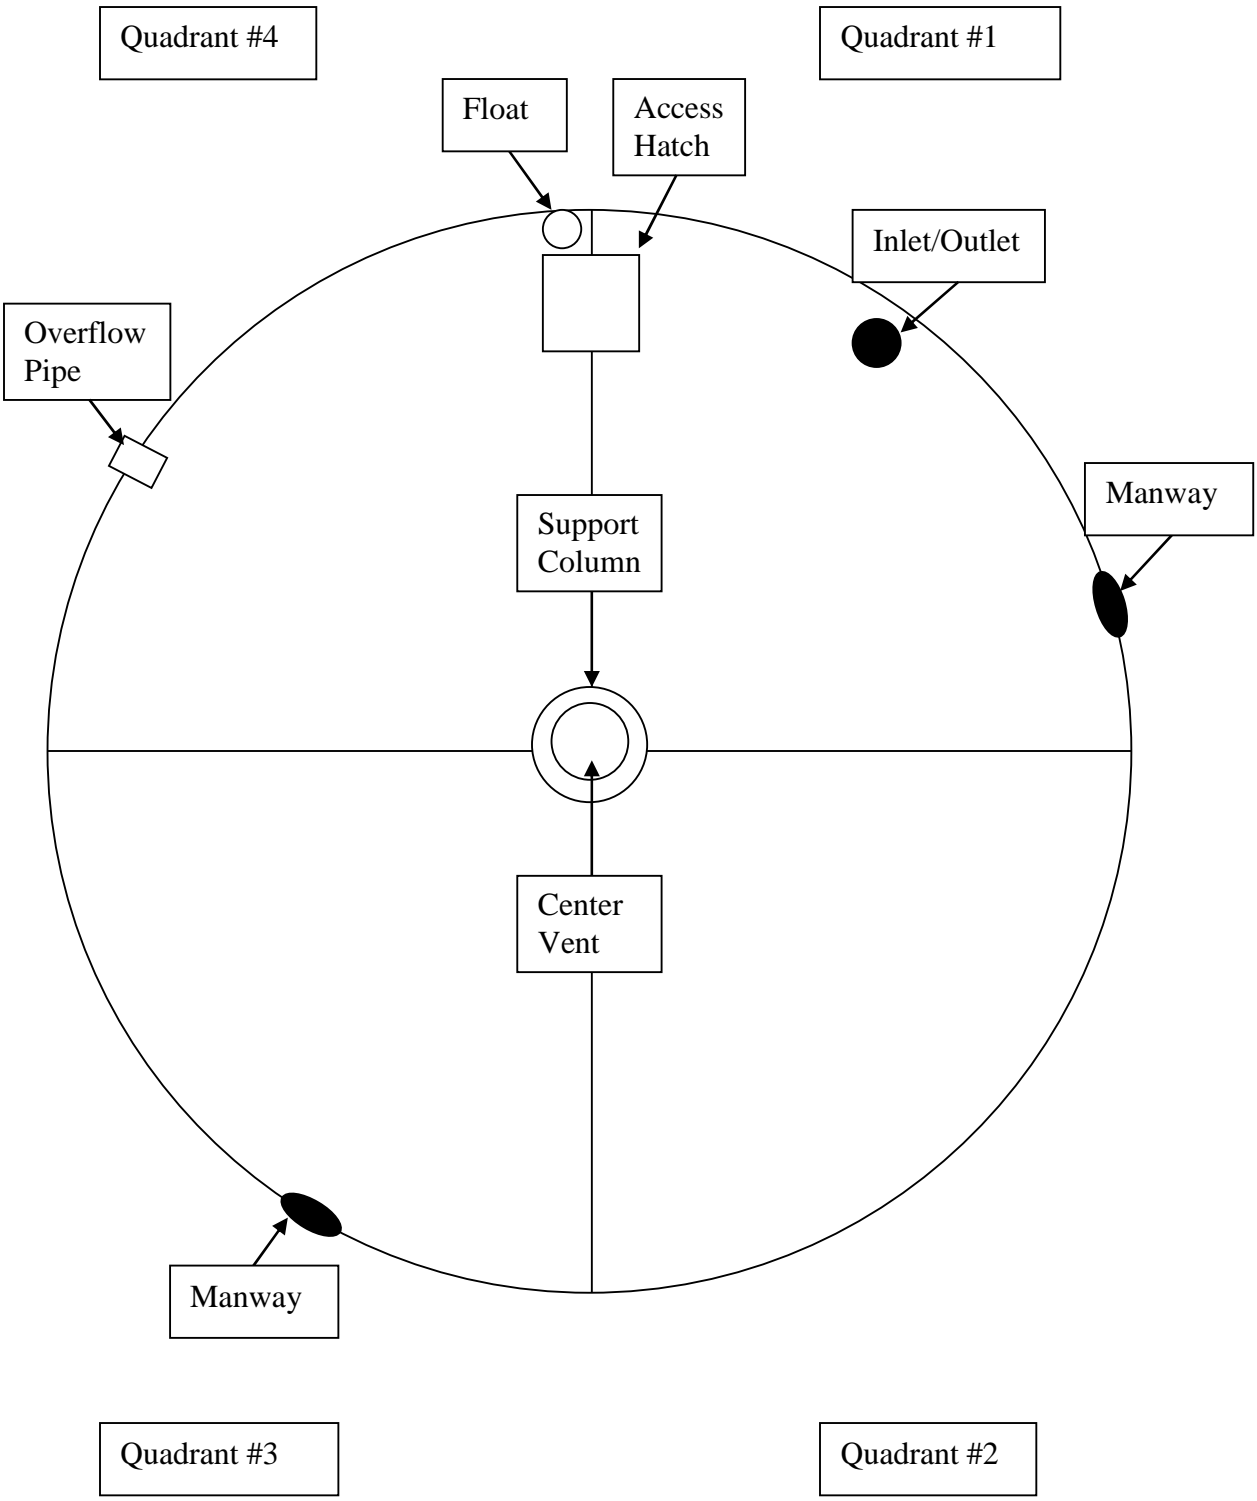 Quadrant #4
Quadrant #1
Float
Access
Hatch
Inlet/Outlet
Overflow
Pipe
Manway
Support
Column
Center
Vent
Manway
Quadrant #3
Quadrant #2